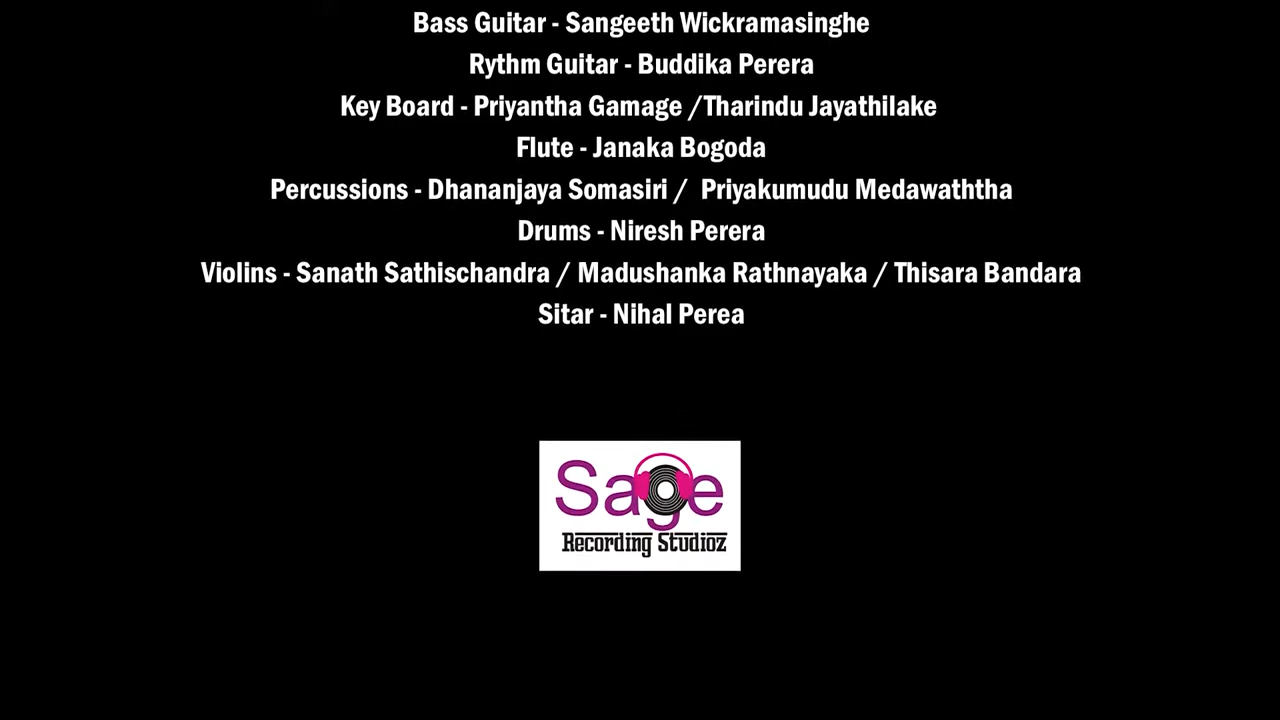 Bass Guitar - Sangeeth Wickramasinghe
Rythm Guitar - Buddika Perera
Key Board - Priyantha Gamage /Tharindu Jayathilake
Flute - Janaka Bogoda
Percussions - Dhananjaya Somasiri /  Priyakumudu Medawaththa
Drums - Niresh Perera
Violins - Sanath Sathischandra / Madushanka Rathnayaka / Thisara Bandara
Sitar - Nihal Perea
Sage
Recording Studioz